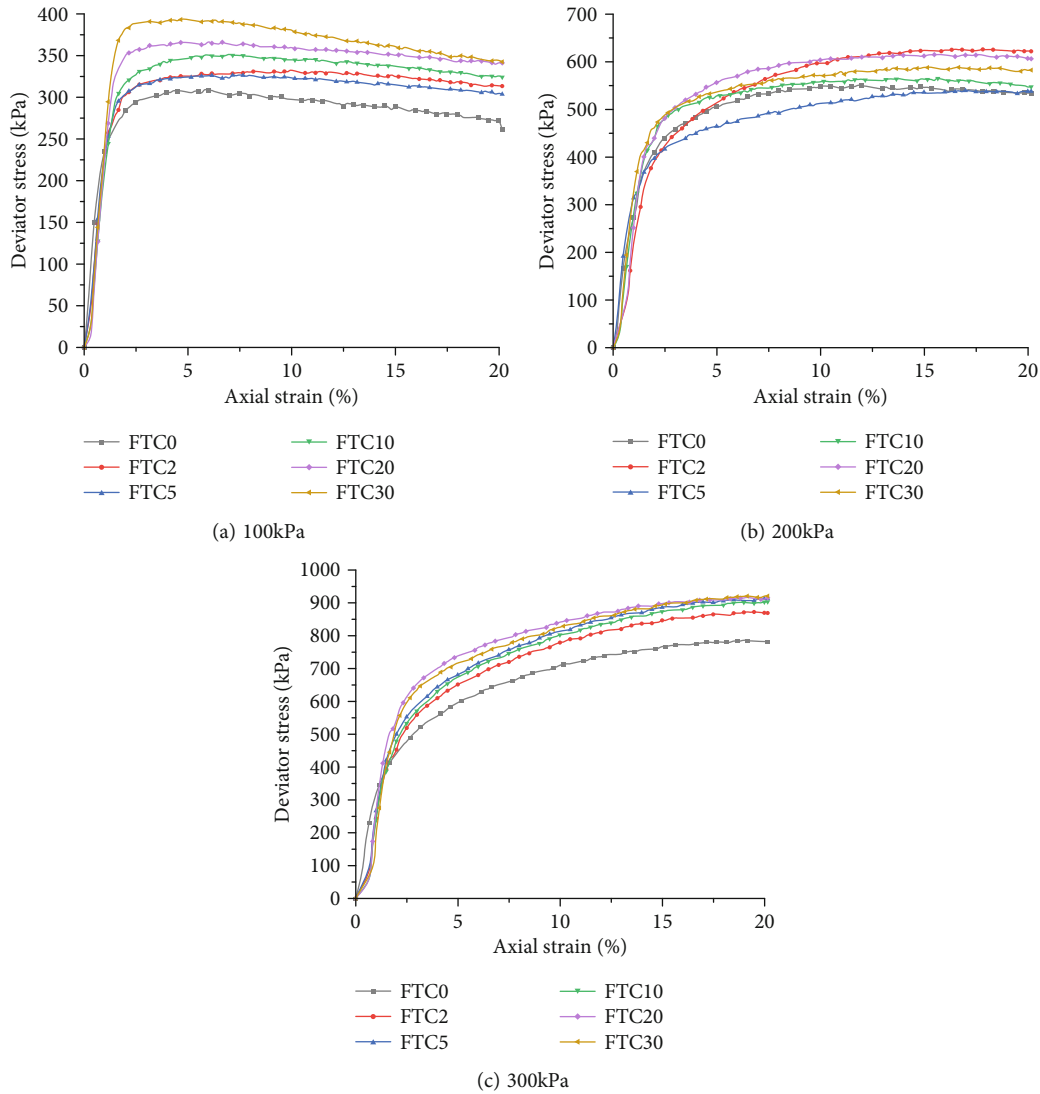 400
350
300
250
200
150
100
50
0
Deviator stress (kPa)
0 5 10 15 20
Axial strain (%)
FTC0 FTC10
FTC2 FTC20
FTC5 FTC30
(a) 100kPa
700
600
500
400
300
200
100
0
Deviator stress (kPa)
0 5 10 15 20
Axial strain (%)
FTC0 FTC10
FTC2 FTC20
FTC5 FTC30
(b) 200kPa
1000
900
800
700
600
500
400
300
200
100
0
Deviator stress (kPa)
0 5 10 15 20
Axial strain (%)
FTC0 FTC10
FTC2 FTC20
FTC5 FTC30
(c) 300kPa